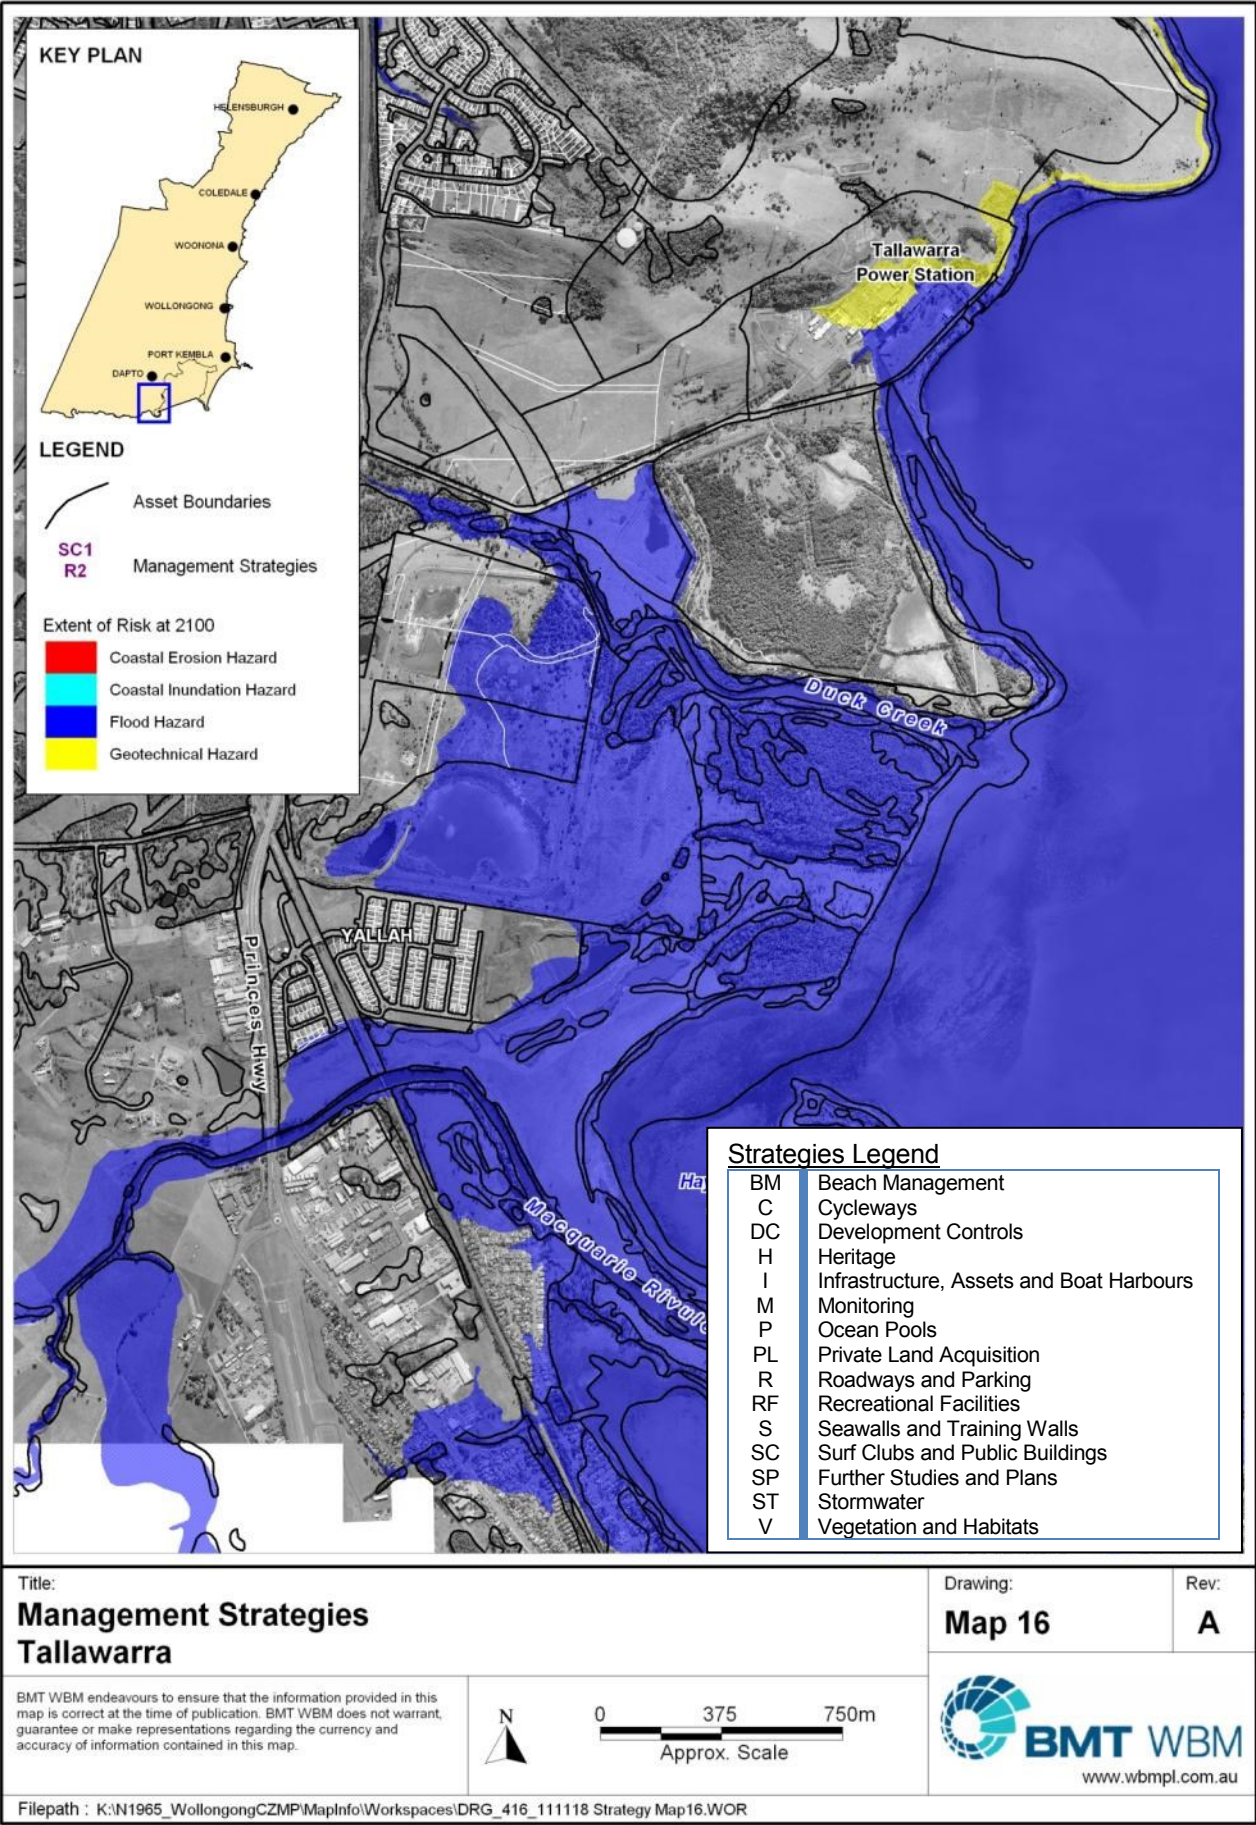 KEY PLAN
HELENSBURGH
COLEDALE
WOONONA
WOLLONGONG
PORT KEMBLA
DAPTO
LEGEND
Asset Boundaries
SC1
R2
Management Strategies
Extent of Risk at 2100
Coastal Erosion Hazard
Coastal Inundation Hazard
Flood Hazard
Geotechnical Hazard
Tallawarra
Power Station
Duck Creek
YALLAH
Princes Hwy
Macquarie Rivul
Strategies Legend
BM Beach Management
C Cycleways
DC Development Controls
H Heritage
I Infrastructure, Assets and Boat Harbours
M Monitoring
P Ocean Pools
PL Private Land Acquisition
R Roadways and Parking
RF Recreational Facilities
S Seawalls and Training Walls
SC Surf Clubs and Public Buildings
SP Further Studies and Plans
ST Stormwater
V Vegetation and Habitats
Title:
Management Strategies
Tallawarra
Drawing:
Map 16
Rev:
A
BMT WBM endeavours to ensure that the information provided in this
map is correct at the time of publication. BMT WBM does not warrant,
guarantee or make representations regarding the currency and
accuracy of information contained in this map.
N
0 375 750m
Approx. Scale
BMT WBM
www.wbmpl.com.au
Filepath : K:\N1965_WollongongCZMP\MapInfo\Workspaces\DRG_416_111118 Strategy Map16.WOR